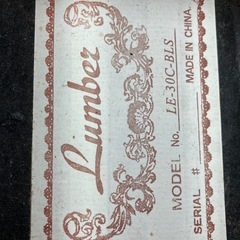 Lumber
MODEL No. LE-30C-BLS
SERIAL # MADE IN CHINA.